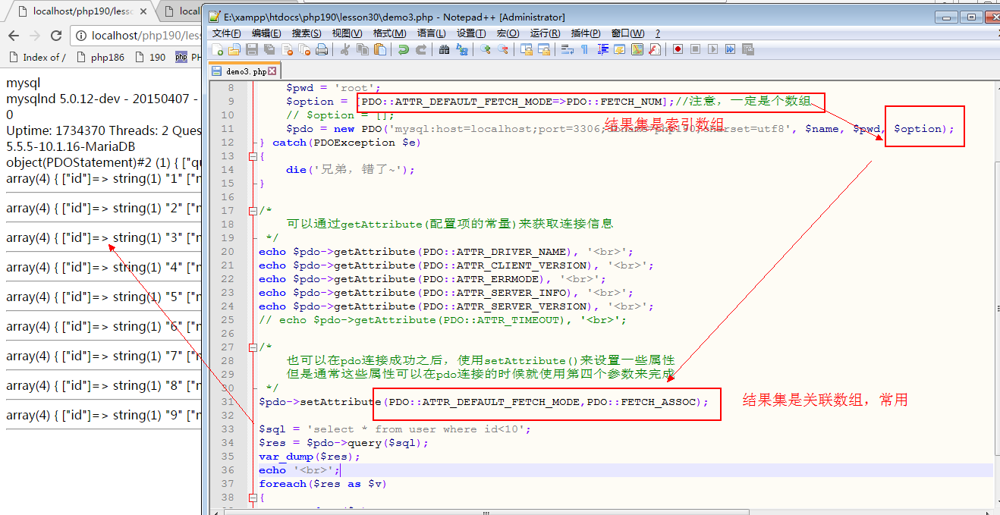 localhost/php190/lesso
local
localhost/php190/les
Index of /
php186
190
php
PH
mysql
mysqlnd 5.0.12-dev - 20150407 -
0
Uptime: 1734370 Threads: 2 Ques
5.5.5-10.1.16-MariaDB
object(PDOStatement)#2 (1) { ["qu
array(4) { ["id"]=> string(1) "1" ["n
array(4) { ["id"]=> string(1) "2" ["n
array(4) { ["id"]=> string(1) "3" ["n
array(4) { ["id"]=> string(1) "4" ["n
array(4) { ["id"]=> string(1) "5" ["n
array(4) { ["id"]=> string(1) "6" ["n
array(4) { ["id"]=> string(1) "7" ["n
array(4) { ["id"]=> string(1) "8" ["n
array(4) { ["id"]=> string(1) "9" ["n
E:\xampp\htdocs\php190\lesson30\demo3.php - Notepad++ [Administrator]
文件(F) 编辑(E) 搜索(S) 视图(V) 格式(M) 语言(L) 设置(T) 宏(O) 运行(R) 插件(P) 窗口(W) ?
demo3.php
8 $pwd = 'root';
9 $option = [PDO::ATTR_DEFAULT_FETCH_MODE=>PDO::FETCH_NUM];//注意，一定是个数组
10 // $option = [];
结果集是索引数组
11 $pdo = new PDO('mysql:host=localhost;port=3306;dbname=php190;charset=utf8', $name, $pwd, $option);
12 } catch(PDOException $e)
13 {
14 die('兄弟，错了~');
15 }
16
17 /*
18 可以通过getAttribute(配置项的常量)来获取连接信息
19 */
20 echo $pdo->getAttribute(PDO::ATTR_DRIVER_NAME), '<br>';
21 echo $pdo->getAttribute(PDO::ATTR_CLIENT_VERSION), '<br>';
22 echo $pdo->getAttribute(PDO::ATTR_ERRMODE), '<br>';
23 echo $pdo->getAttribute(PDO::ATTR_SERVER_INFO), '<br>';
24 echo $pdo->getAttribute(PDO::ATTR_SERVER_VERSION), '<br>';
25 // echo $pdo->getAttribute(PDO::ATTR_TIMEOUT), '<br>';
26
27 /*
28 也可以在pdo连接成功之后，使用setAttribute()来设置一些属性
29 但是通常这些属性可以在pdo连接的时候就使用第四个参数来完成
30 */
31 $pdo->setAttribute(PDO::ATTR_DEFAULT_FETCH_MODE,PDO::FETCH_ASSOC);
结果集是关联数组，常用
32
33 $sql = 'select * from user where id<10';
34 $res = $pdo->query($sql);
35 var_dump($res);
36 echo '<br>';
37 foreach($res as $v)
38 {